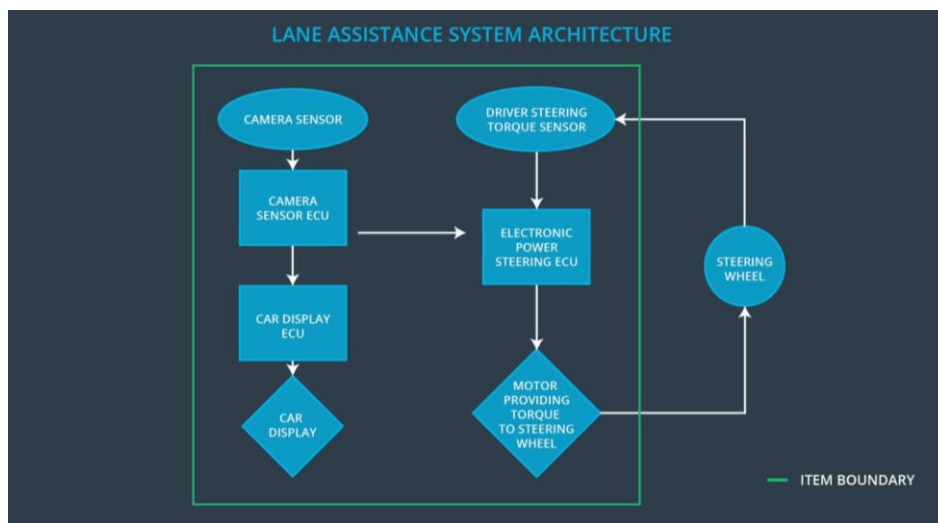 LANE ASSISTANCE SYSTEM ARCHITECTURE
CAMERA SENSOR
DRIVER STEERING
TORQUE SENSOR
CAMERA
SENSOR ECU
ELECTRONIC
POWER
STEERING ECU
STEERING
WHEEL
CAR DISPLAY
ECU
CAR
DISPLAY
MOTOR
PROVIDING
TORQUE
TO STEERING
WHEEL
ITEM BOUNDARY